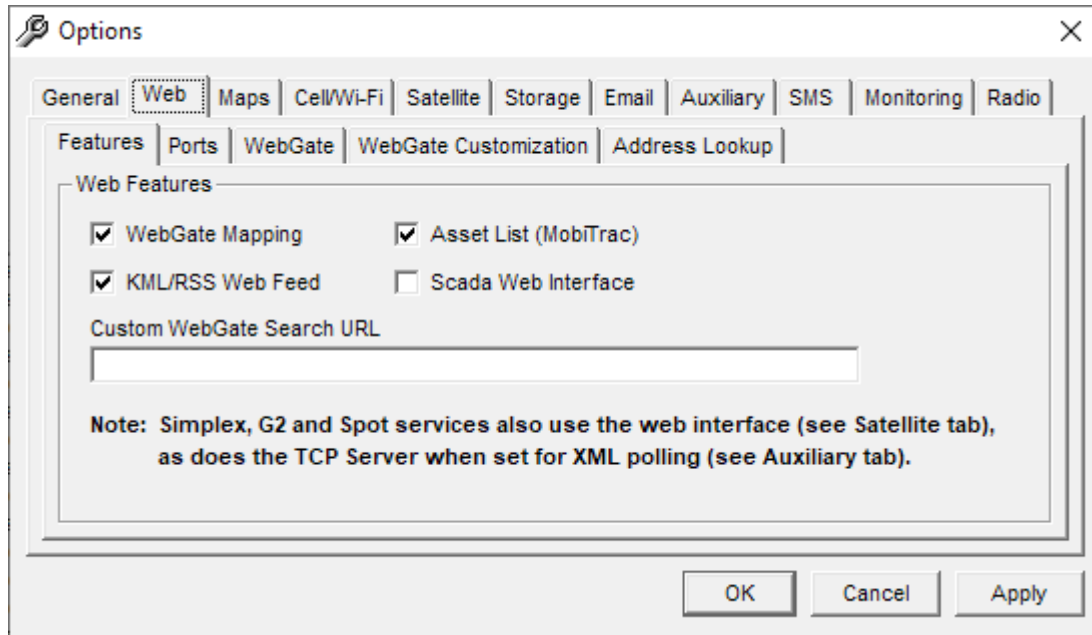 Options
General Web Maps Cell/Wi-Fi Satellite Storage Email Auxiliary SMS Monitoring Radio
Features Ports WebGate WebGate Customization Address Lookup
Web Features
WebGate Mapping Asset List (MobiTrac)
KML/RSS Web Feed Scada Web Interface
Custom WebGate Search URL
Note: Simplex, G2 and Spot services also use the web interface (see Satellite tab),
as does the TCP Server when set for XML polling (see Auxiliary tab).
OK Cancel Apply